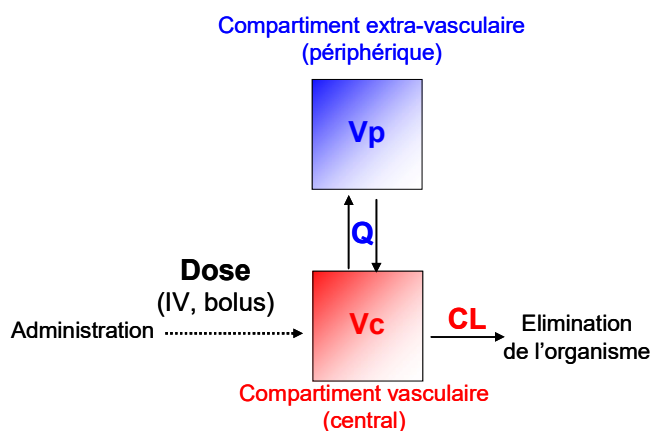 Compartiment extra-vasculaire
(périphérique)
Vp
Q
Dose
(IV, bolus)
Administration
Vc
CL
Elimination
de l’organisme
Compartiment vasculaire
(central)